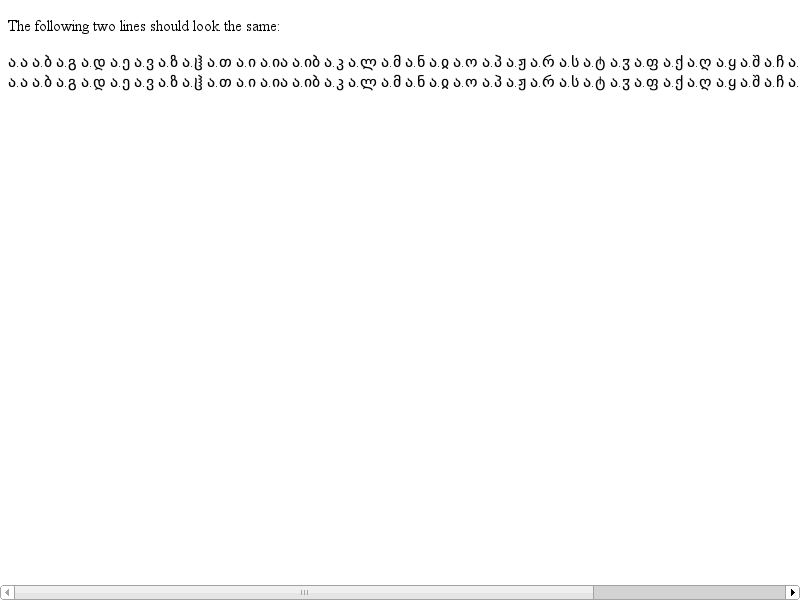 The following two lines should look the same:
ა.ა ა.ბ ა.გ ა.დ ა.ე ა.ვ ა.ზ ა.ჱ ა.თ ა.ი ა.ია ა.იბ ა.კ ა.ლ ა.მ ა.ნ ა.ჲ ა.ო ა.პ ა.ჟ ა.რ ა.ს ა.ტ ა.ვ ა.ფ ა.ქ ა.ღ ა.ყ ა.შ ა.ჩ ა.
ა.ა ა.ბ ა.გ ა.დ ა.ე ა.ვ ა.ზ ა.ჱ ა.თ ა.ი ა.ია ა.იბ ა.კ ა.ლ ა.მ ა.ნ ა.ჲ ა.ო ა.პ ა.ჟ ა.რ ა.ს ა.ტ ა.ჳ ა.ფ ა.ქ ა.ღ ა.ყ ა.შ ა.ჩ ა.